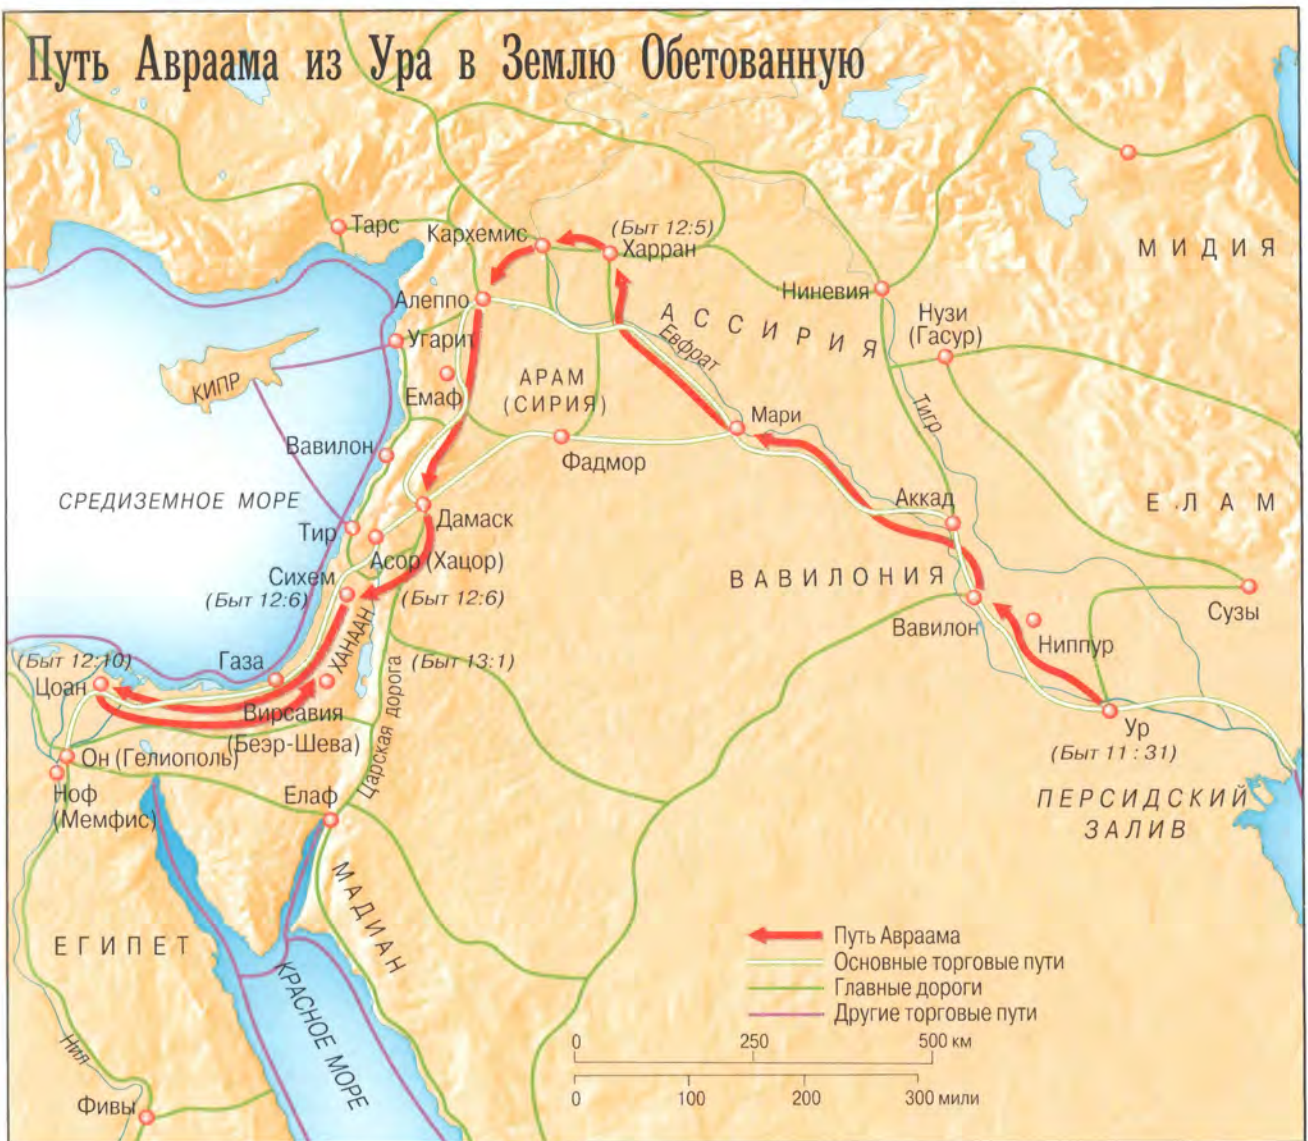 Путь Авраама из Ура в Землю Обетованную
Тарс
Кархемис
(Быт 12:5)
Харран
МИДИЯ
Алеппо
Ниневия
Нузи
(Гасур)
АССИРИЯ
Евфрат
Угарит
КИПР
Емаф
АРАМ
(СИРИЯ)
Мари
Тигр
Вавилон
Фадмор
СРЕДИЗЕМНОЕ МОРЕ
Аккад
ЕЛАМ
Тир
Дамаск
Асор (Хацор)
Сихем
(Быт 12:6)
(Быт 12:6)
ВАВИЛОНИЯ
Сузы
Вавилон
Ниппур
ХАНААН
(Быт 12:10)
Цоан
Газа
(Быт 13:1)
Царская дорога
Вирсавия
(Беэр-Шева)
Ур
(Быт 11 : 31)
Он (Гелиополь)
Ноф
(Мемфис)
Елаф
ПЕРСИДСКИЙ
ЗАЛИВ
МАДИАН
ЕГИПЕТ
КРАСНОЕ МОРЕ
Нил
Фивы
Путь Авраама
Основные торговые пути
Главные дороги
Другие торговые пути
0 250 500 км
0 100 200 300 мили